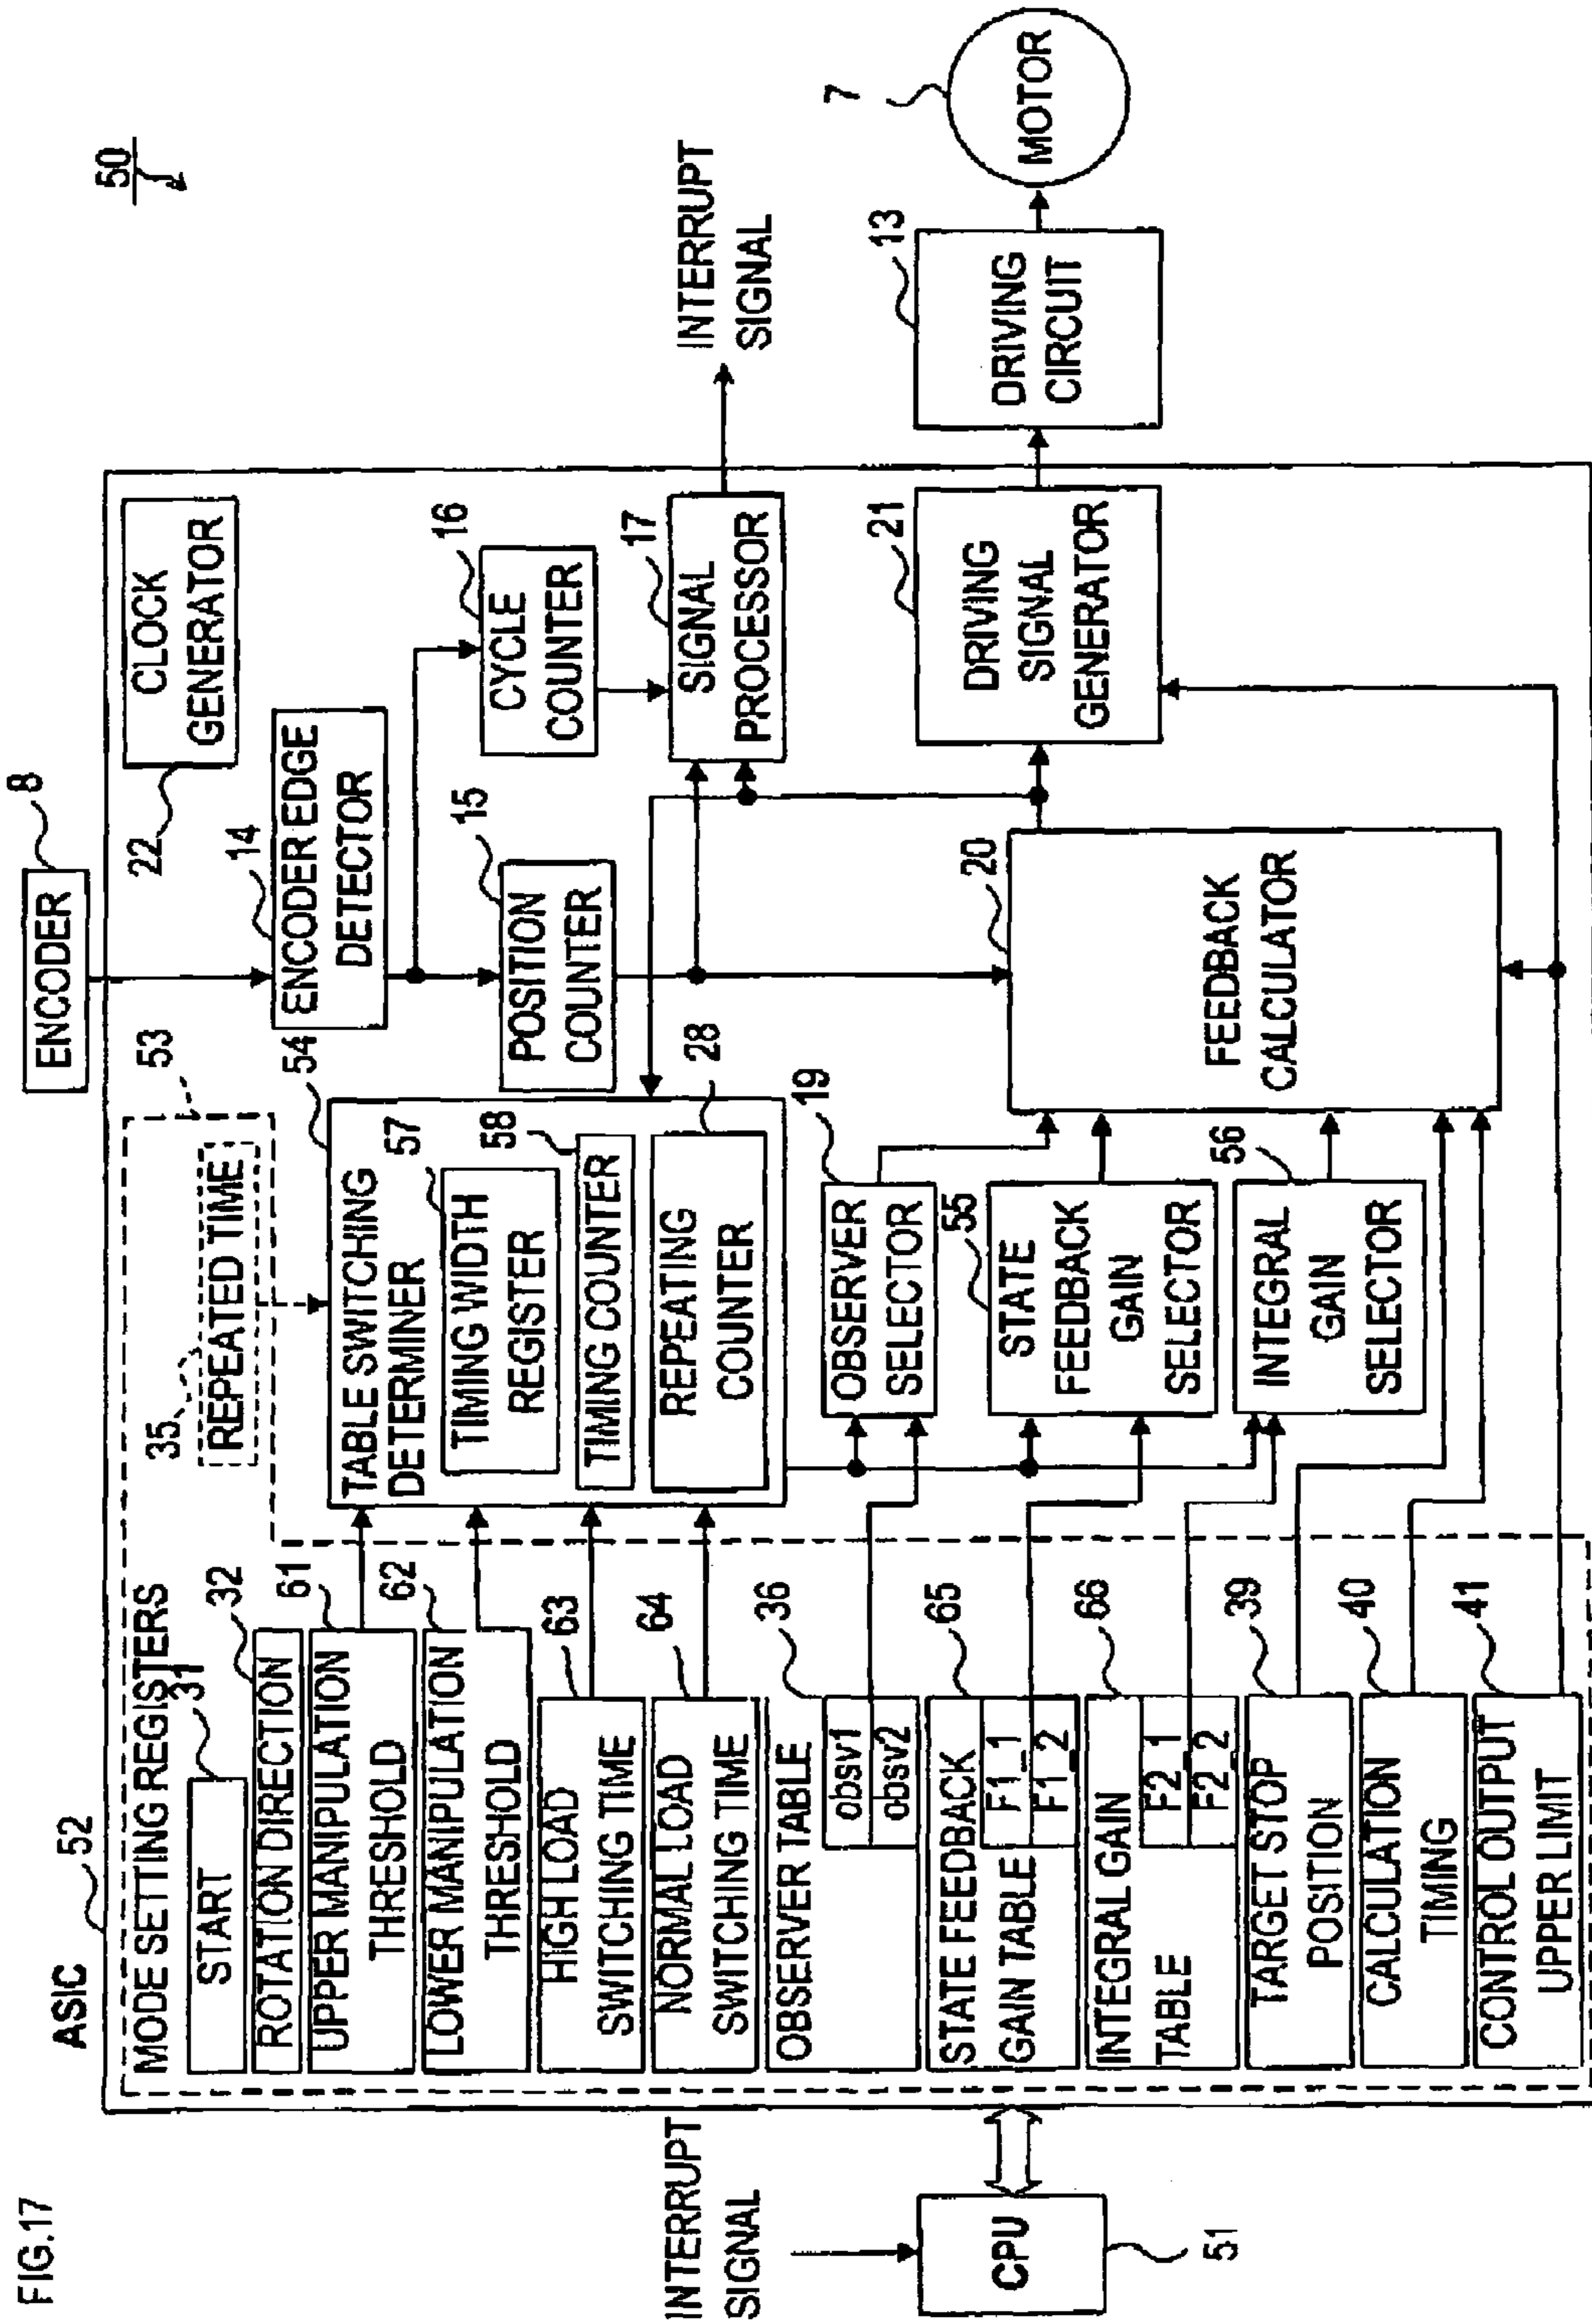 FIG.17
50
ASIC
52
MODE SETTING REGISTERS
53
START
31
ROTATION DIRECTION
32
UPPER MANIPULATION
THRESHOLD
61
LOWER MANIPULATION
THRESHOLD
62
HIGH LOAD
SWITCHING TIME
63
NORMAL LOAD
SWITCHING TIME
64
OBSERVER TABLE
obsv1
obsv2
36
STATE FEEDBACK
GAIN TABLE
F1_1
F1_2
65
INTEGRAL GAIN
TABLE
F2_1
F2_2
66
TARGET STOP
POSITION
39
CALCULATION
TIMING
40
CONTROL OUTPUT
UPPER LIMIT
41
35
REPEATED TIME
54
TABLE SWITCHING
DETERMINER
57
TIMING WIDTH
REGISTER
58
TIMING COUNTER
28
REPEATING
COUNTER
19
OBSERVER
SELECTOR
55
STATE
FEEDBACK
GAIN
SELECTOR
56
INTEGRAL
GAIN
SELECTOR
ENCODER
8
14
ENCODER EDGE
DETECTOR
15
POSITION
COUNTER
20
FEEDBACK
CALCULATOR
22
CLOCK
GENERATOR
16
CYCLE
COUNTER
17
SIGNAL
PROCESSOR
21
DRIVING
SIGNAL
GENERATOR
INTERRUPT
SIGNAL
13
DRIVING
CIRCUIT
7
MOTOR
INTERRUPT
SIGNAL
CPU
51